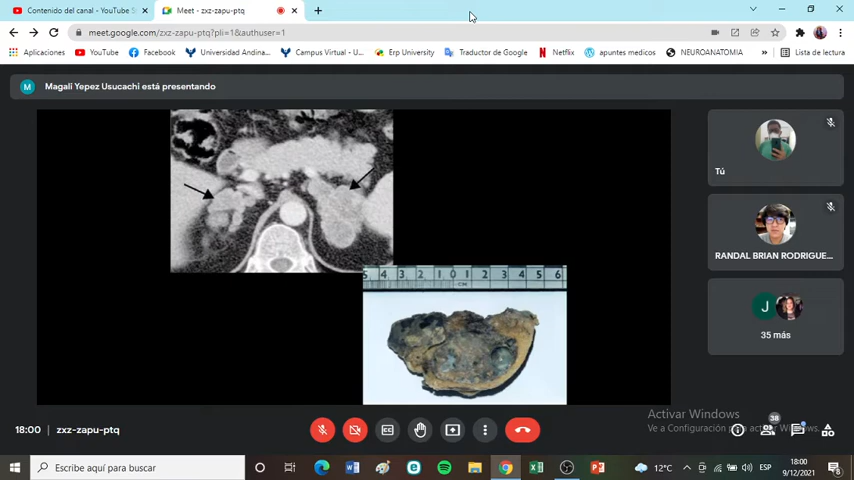 Contenido del canal - YouTube S
Meet - zxz-zapu-ptq
meet.google.com/zxz-zapu-ptq?pli=1&authuser=1
Aplicaciones
YouTube
Facebook
Universidad Andina...
Campus Virtual - U...
Erp University
Traductor de Google
Netflix
apuntes medicos
NEUROANATOMIA
Lista de lectura
M
Magali Yepez Usucachi está presentando
Tú
RANDAL BRIAN RODRIGUE...
J
35 más
5 4 3 2 1 0 1 2 3 4 5 6
CM
18:00
zxz-zapu-ptq
38
Activar Windows
Ve a Configuración para activar Windows.
Escribe aquí para buscar
12°C
ESP
18:00
9/12/2021